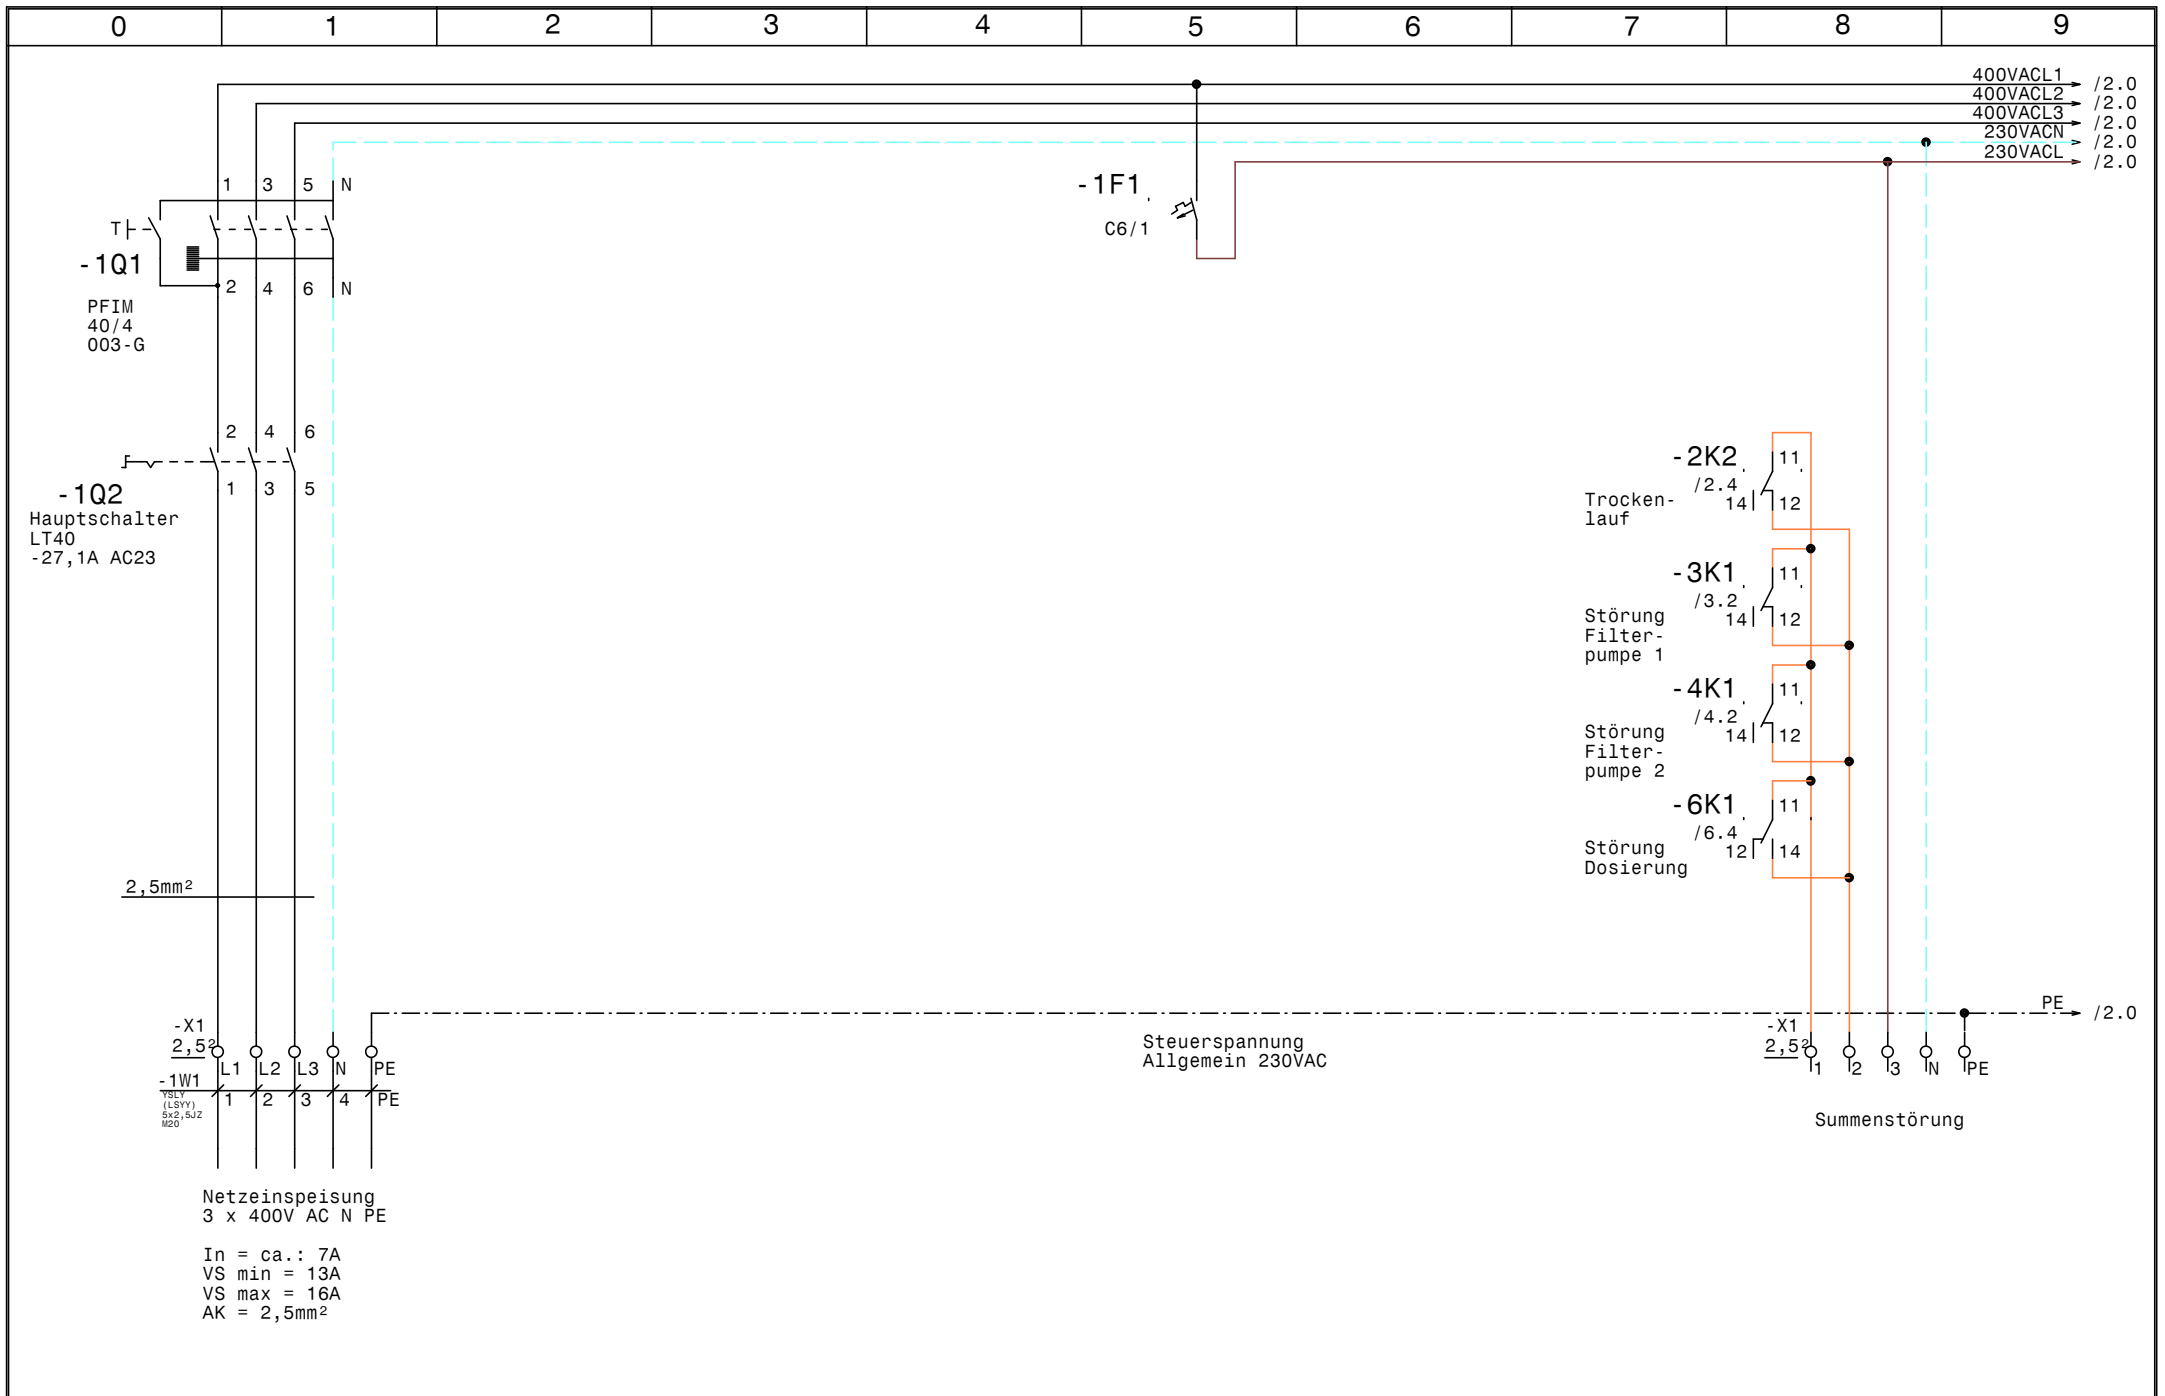 0 1 2 3 4 5 6 7 8 9
400VACL1 /2.0
400VACL2 /2.0
400VACL3 /2.0
230VACN /2.0
230VACL /2.0
1 3 5 N
T
-1Q1
2 4 6 N
PFIM
40/4
003-G
-1F1
C6/1
2 4 6
-1Q2
1 3 5
Hauptschalter
LT40
-27,1A AC23
-2K2
/2.4
11
14 12
Trocken-
lauf
-3K1
/3.2
11
14 12
Störung
Filter-
pumpe 1
-4K1
/4.2
11
14 12
Störung
Filter-
pumpe 2
-6K1
/6.4
11
12 14
Störung
Dosierung
2,5mm²
PE /2.0
-X1
2,5²
L1 L2 L3 N PE
-1W1
YSLY
(LSYY)
5x2,5JZ
M20
1 2 3 4 PE
Steuerspannung
Allgemein 230VAC
-X1
2,5²
1 2 3 N PE
Summenstörung
Netzeinspeisung
3 x 400V AC N PE
In = ca.: 7A
VS min = 13A
VS max = 16A
AK = 2,5mm²